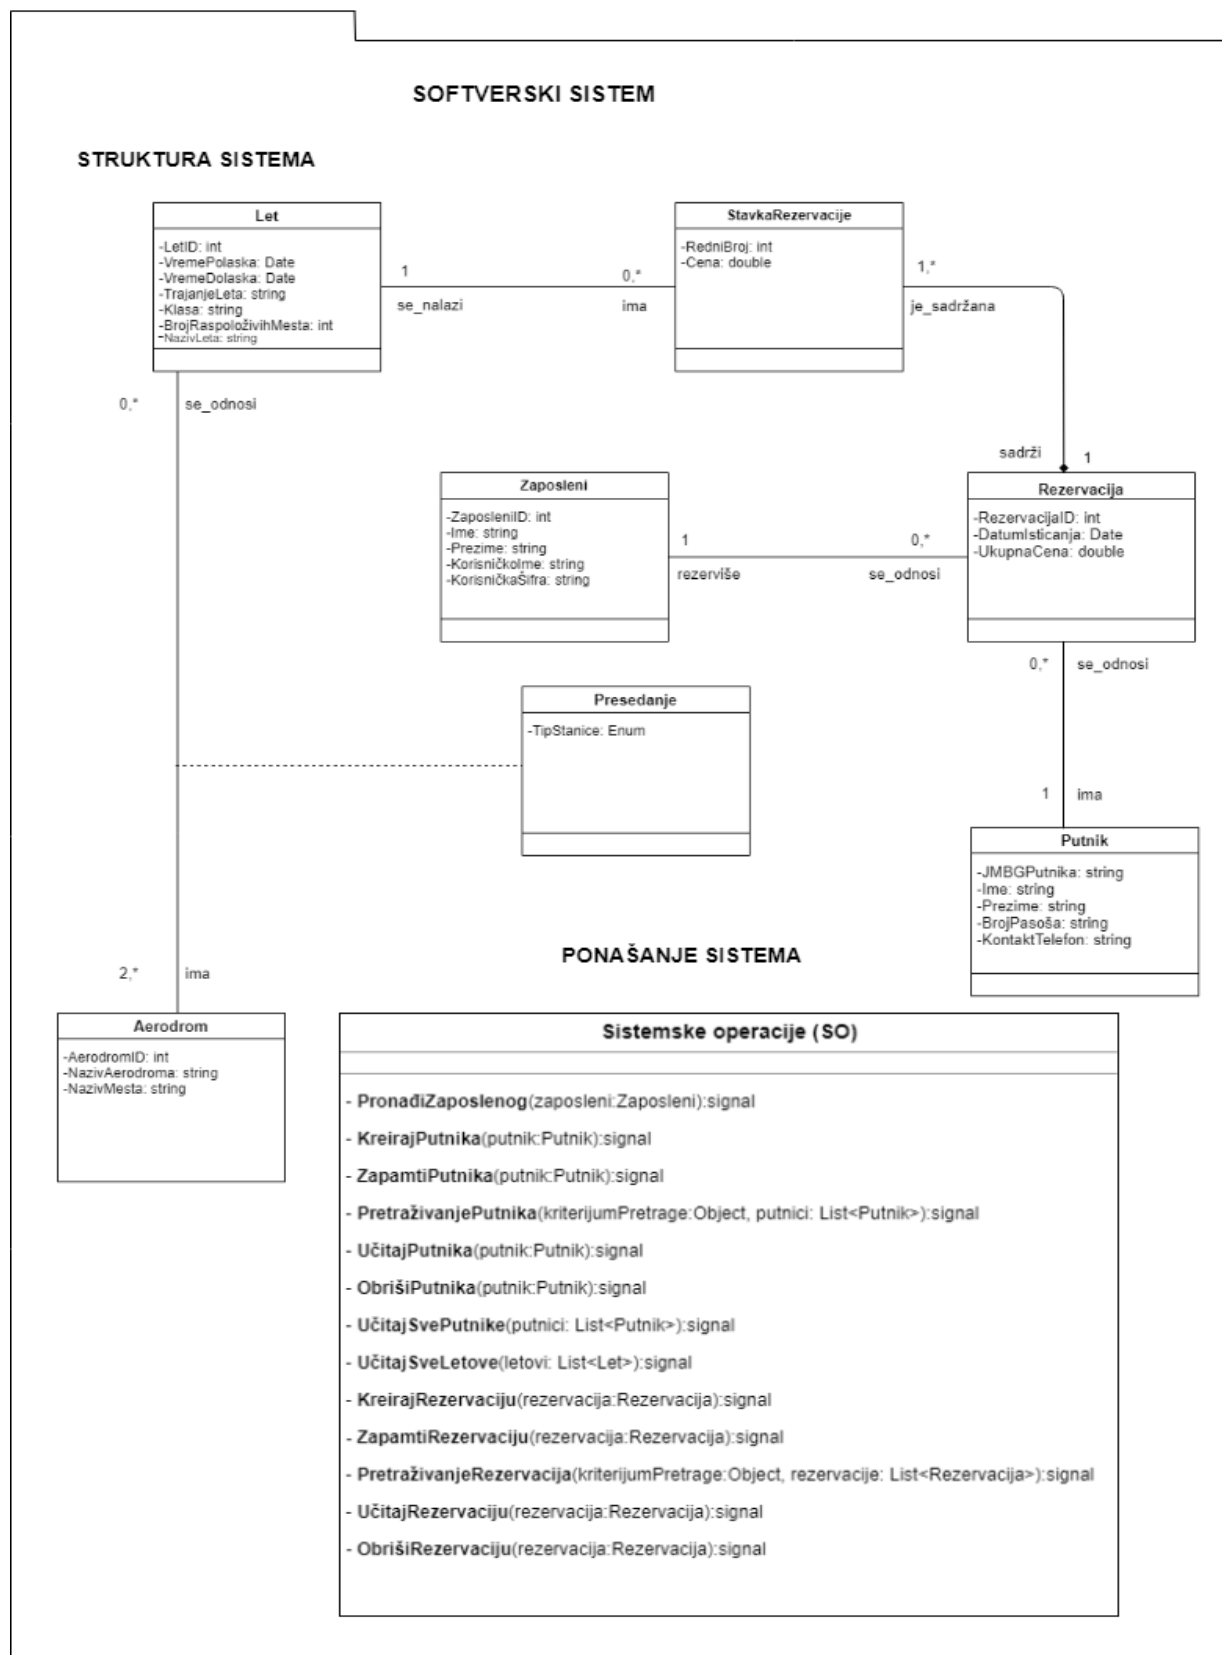 SOFTVERSKI SISTEM
STRUKTURA SISTEMA
Let
-LetID: int
-VremePolaska: Date
-VremeDolaska: Date
-TrajanjeLeta: string
-Klasa: string
-BrojRaspoloživihMesta: int
-NazivLeta: string
1
se_nalazi
0,*
ima
StavkaRezervacije
-RedniBroj: int
-Cena: double
1,*
je_sadržana
0,*
se_odnosi
sadrži
1
Zaposleni
-ZaposleniID: int
-Ime: string
-Prezime: string
-KorisničkoIme: string
-KorisničkaŠifra: string
1
rezerviše
0,*
se_odnosi
Rezervacija
-RezervacijaID: int
-DatumIsticanja: Date
-UkupnaCena: double
0,*
se_odnosi
Presedanje
-TipStanice: Enum
1
ima
Putnik
-JMBGPutnika: string
-Ime: string
-Prezime: string
-BrojPasoša: string
-KontaktTelefon: string
2,*
ima
Aerodrom
-AerodromID: int
-NazivAerodroma: string
-NazivMesta: string
PONAŠANJE SISTEMA
Sistemske operacije (SO)
- PronađiZaposlenog(zaposleni:Zaposleni):signal
- KreirajPutnika(putnik:Putnik):signal
- ZapamtiPutnika(putnik:Putnik):signal
- PretraživanjePutnika(kriterijumPretrage:Object, putnici: List<Putnik>):signal
- UčitajPutnika(putnik:Putnik):signal
- ObrišiPutnika(putnik:Putnik):signal
- UčitajSvePutnike(putnici: List<Putnik>):signal
- UčitajSveLetove(letovi: List<Let>):signal
- KreirajRezervaciju(rezervacija:Rezervacija):signal
- ZapamtiRezervaciju(rezervacija:Rezervacija):signal
- PretraživanjeRezervacija(kriterijumPretrage:Object, rezervacije: List<Rezervacija>):signal
- UčitajRezervaciju(rezervacija:Rezervacija):signal
- ObrišiRezervaciju(rezervacija:Rezervacija):signal